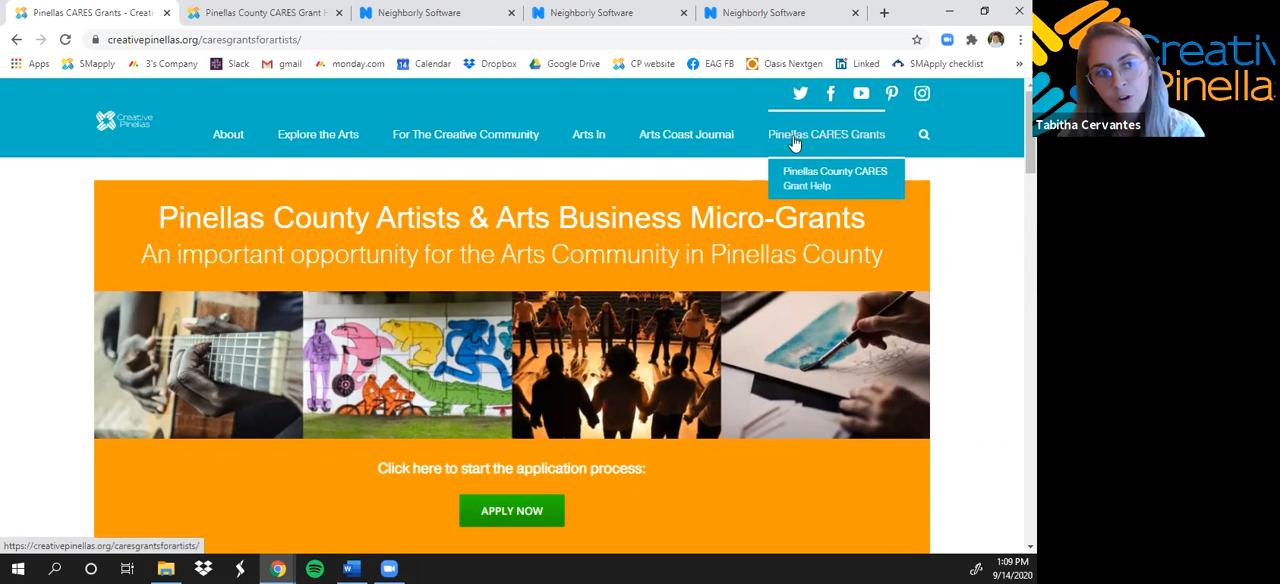 Pinellas CARES Grants - Creati
Pinellas County CARES Grant H
Neighborly Software
Neighborly Software
Neighborly Software
creativepinellas.org/caresgrantsforartists/
Apps
SMapply
3's Company
Slack
gmail
monday.com
Calendar
Dropbox
Google Drive
CP website
EAG FB
Oasis Nextgen
Linked
SMApply checklist
»
Creative
Pinellas
About
Explore the Arts
For The Creative Community
Arts In
Arts Coast Journal
Pinellas CARES Grants
Pinellas County CARES
Grant Help
Pinellas County Artists & Arts Business Micro-Grants
An important opportunity for the Arts Community in Pinellas County
Click here to start the application process:
APPLY NOW
https://creativepinellas.org/caresgrantsforartists/
1:09 PM
9/14/2020
Creativ
Pinella
Tabitha Cervantes